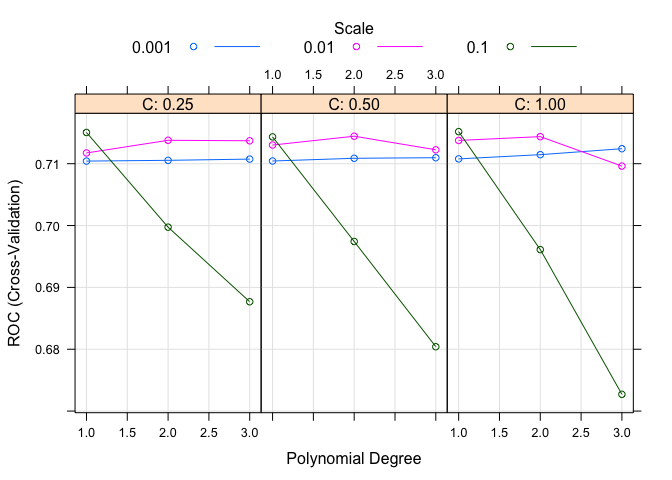 Scale
0.001 0.01 0.1
1.0 1.5 2.0 2.5 3.0
C: 0.25 C: 0.50 C: 1.00
0.71
0.70
0.69
0.68
ROC (Cross-Validation)
1.0 1.5 2.0 2.5 3.0 1.0 1.5 2.0 2.5 3.0
Polynomial Degree